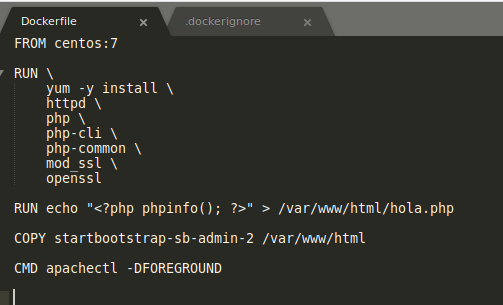 Dockerfile × .dockerignore ×
FROM centos:7
RUN \
yum -y install \
httpd \
php \
php-cli \
php-common \
mod_ssl \
openssl
RUN echo "<?php phpinfo(); ?>" > /var/www/html/hola.php
COPY startbootstrap-sb-admin-2 /var/www/html
CMD apachectl -DFOREGROUND